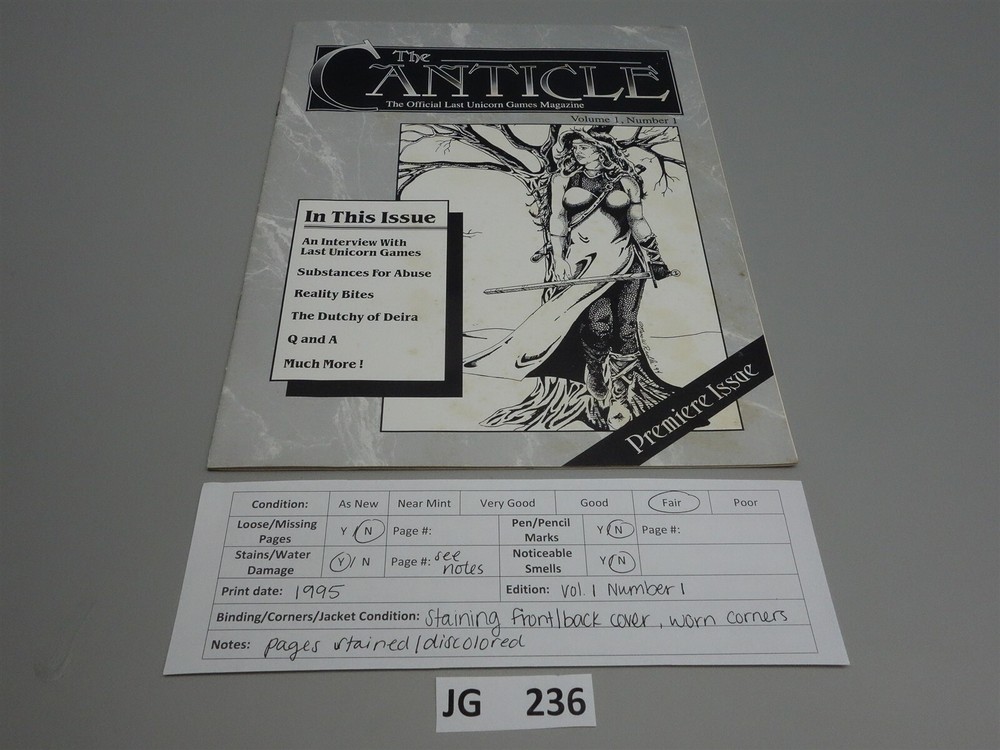 The
CANTICLE
The Official Last Unicorn Games Magazine
Volume 1, Number 1
In This Issue
An Interview With
Last Unicorn Games
Substances For Abuse
Reality Bites
The Dutchy of Deira
Q and A
Much More !
Premiere Issue
Condition: As New Near Mint Very Good Good Fair Poor
Loose/Missing Pages Y / N Page #: Pen/Pencil Marks Y / N Page #:
Stains/Water Damage Y / N Page #: see notes Noticeable Smells Y / N
Print date: 1995 Edition: Vol. 1 Number 1
Binding/Corners/Jacket Condition: Staining front/back cover, worn corners
Notes: pages stained/discolored
JG 236